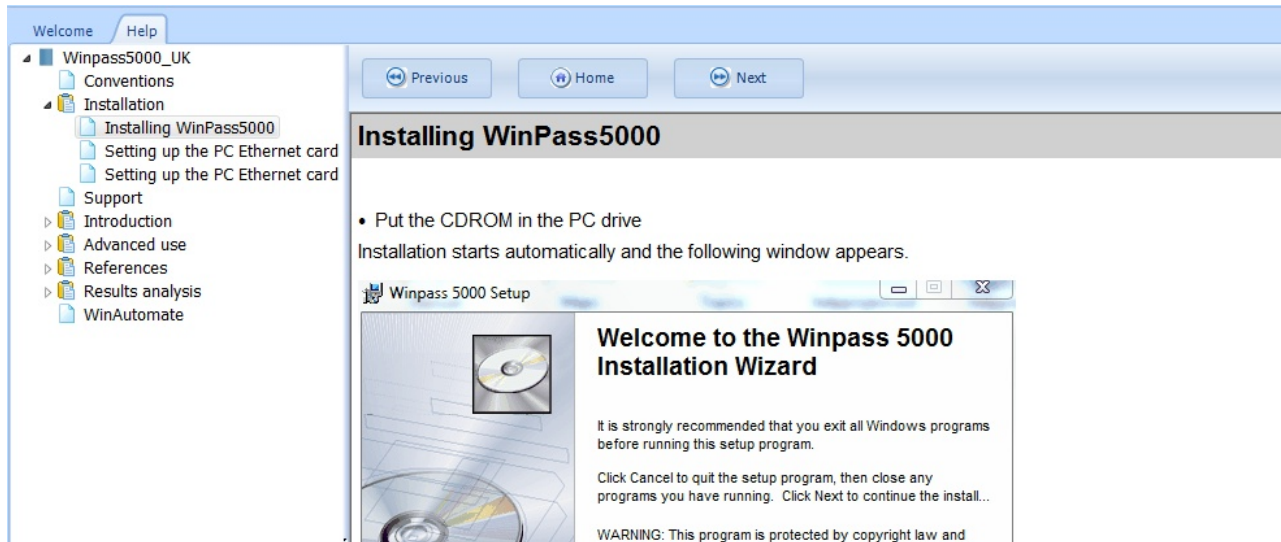 Welcome
Help
Winpass5000_UK
Conventions
Installation
Installing WinPass5000
Setting up the PC Ethernet card
Setting up the PC Ethernet card
Support
Introduction
Advanced use
References
Results analysis
WinAutomate
Previous
Home
Next
Installing WinPass5000
• Put the CDROM in the PC drive
Installation starts automatically and the following window appears.
Winpass 5000 Setup
Welcome to the Winpass 5000
Installation Wizard
It is strongly recommended that you exit all Windows programs
before running this setup program.
Click Cancel to quit the setup program, then close any
programs you have running.  Click Next to continue the install...
WARNING: This program is protected by copyright law and